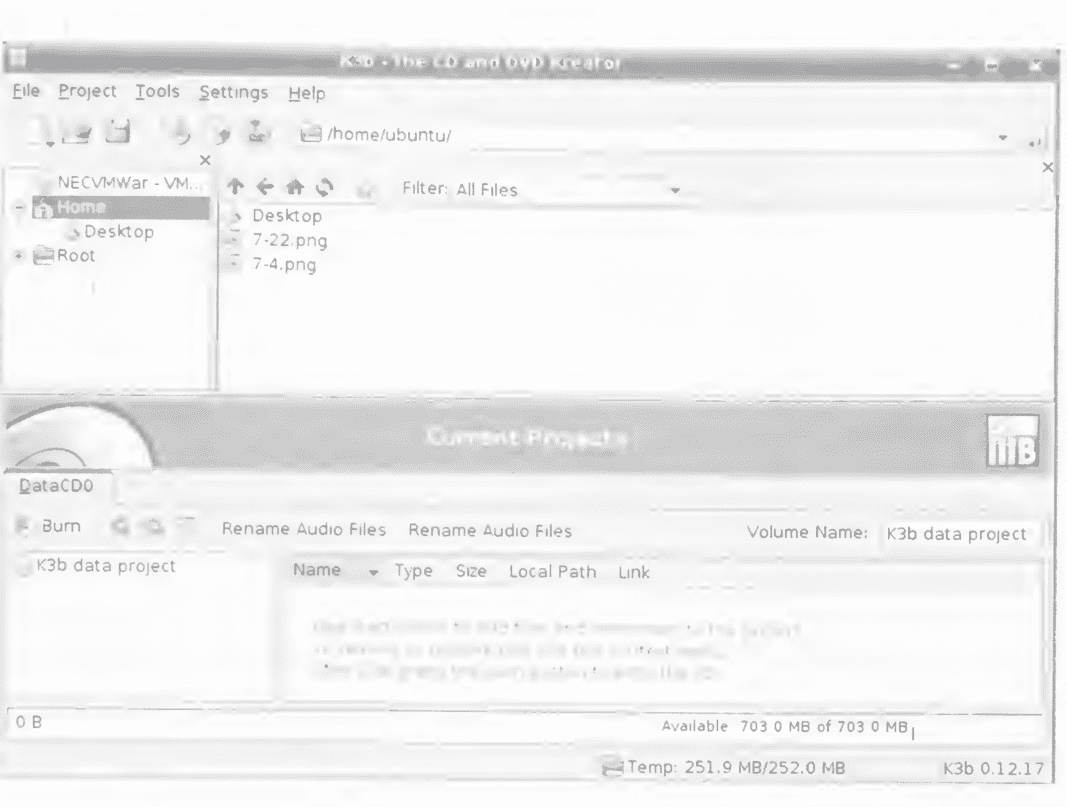 K3b - The CD and DVD Kreator
File Project Tools Settings Help
/home/ubuntu/
NECVMWar - VM...
Filter: All Files
Home
Desktop
Root
Desktop
7-22.png
7-4.png
Current Projects
DataCD0
Burn Rename Audio Files Rename Audio Files Volume Name: K3b data project
K3b data project
Name Type Size Local Path Link
0 B
Available 703 0 MB of 703 0 MB
Temp: 251.9 MB/252.0 MB
K3b 0.12.17